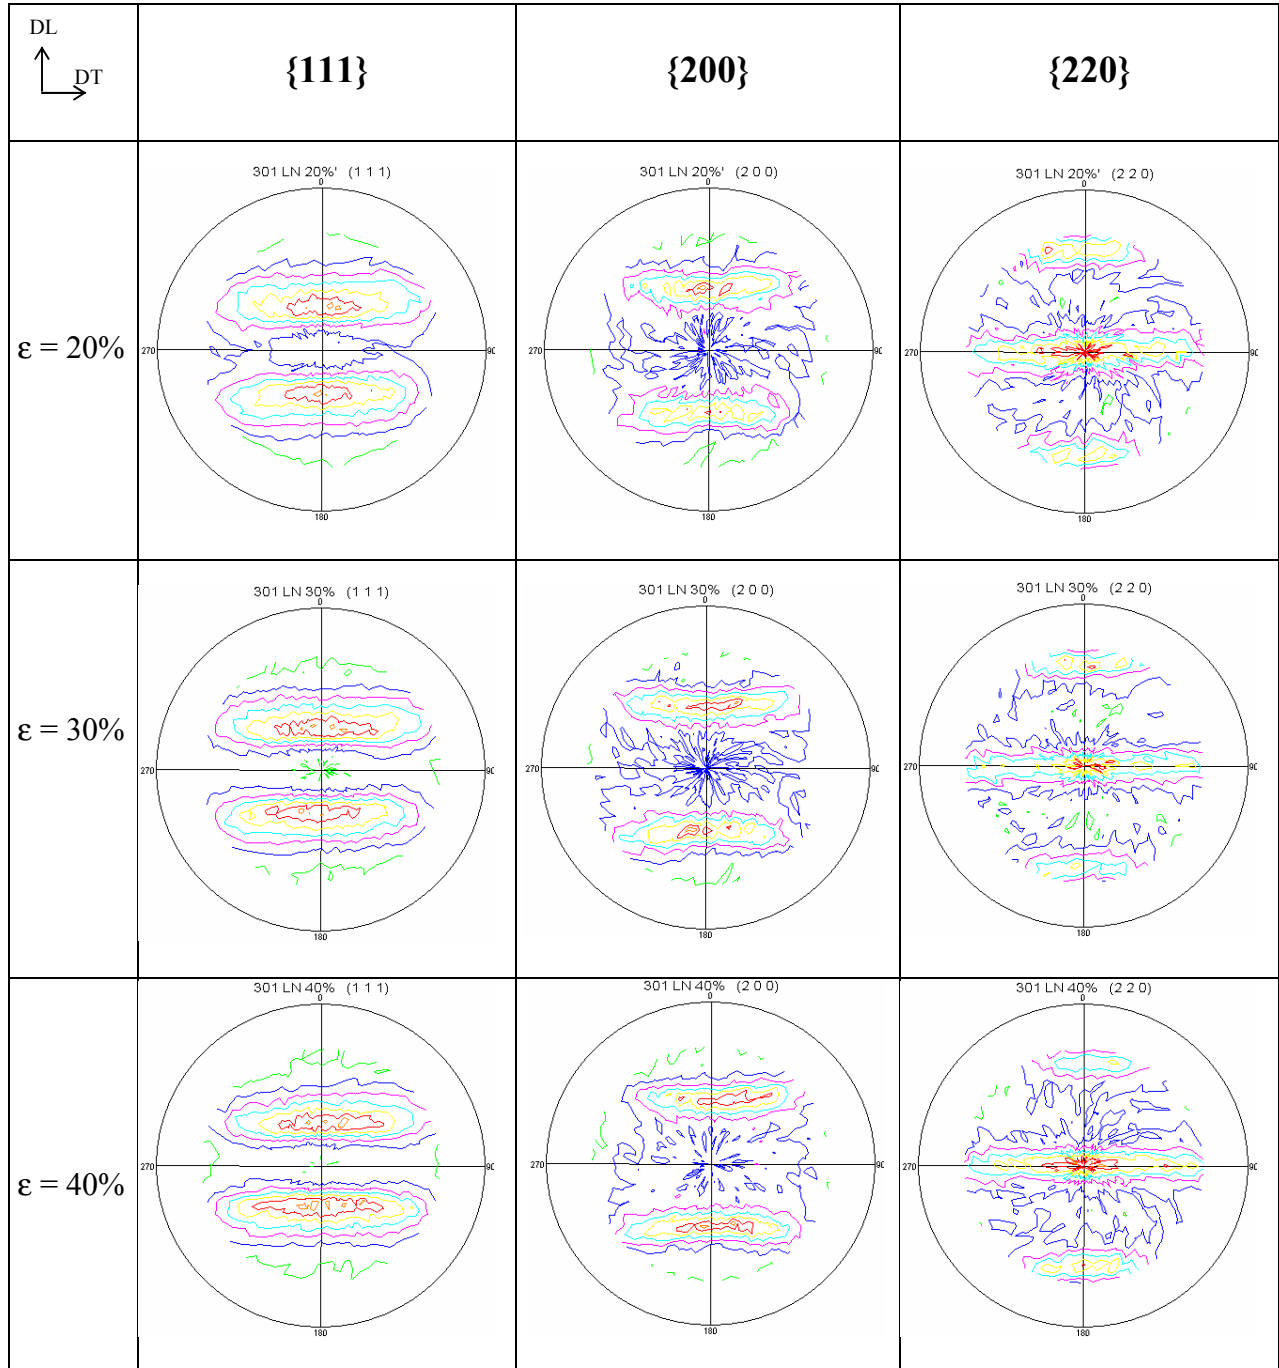 DL
DT
{111}
{200}
{220}
ε = 20%
301 LN 20%' (1 1 1)
0
270
90
180
301 LN 20%' (2 0 0)
0
270
90
180
301 LN 20%' (2 2 0)
0
270
90
180
ε = 30%
301 LN 30% (1 1 1)
0
270
90
180
301 LN 30% (2 0 0)
0
270
90
180
301 LN 30% (2 2 0)
0
270
90
180
ε = 40%
301 LN 40% (1 1 1)
0
270
90
180
301 LN 40% (2 0 0)
0
270
90
180
301 LN 40% (2 2 0)
0
270
90
180